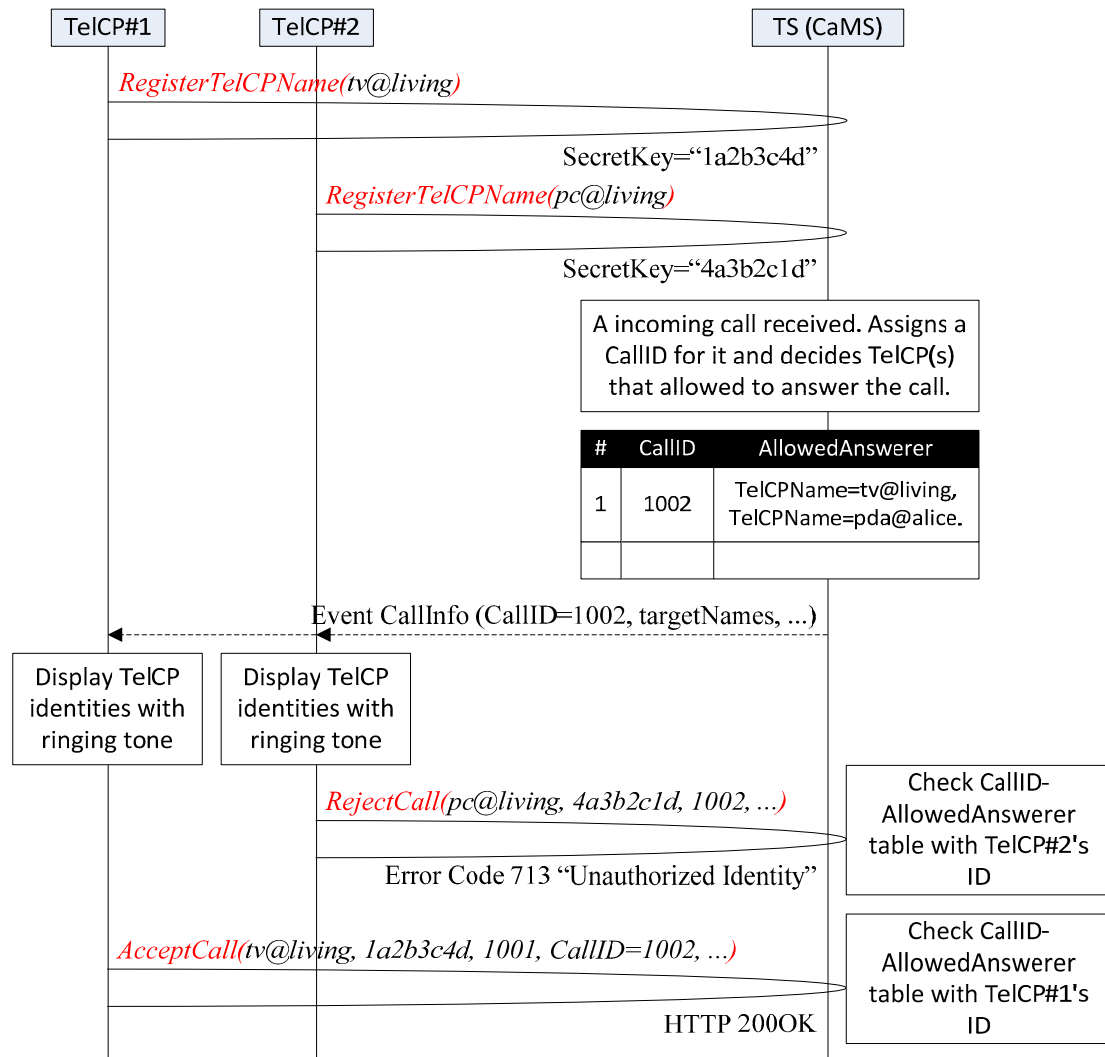 TelCP#1
TelCP#2
TS (CaMS)
RegisterTelCPName(tv@living)
SecretKey=“1a2b3c4d”
RegisterTelCPName(pc@living)
SecretKey=“4a3b2c1d”
A incoming call received. Assigns a
CallID for it and decides TelCP(s)
that allowed to answer the call.
# CallID AllowedAnswerer
1 1002 TelCPName=tv@living,
TelCPName=pda@alice.
Event CallInfo (CallID=1002, targetNames, ...)
Display TelCP
identities with
ringing tone
Display TelCP
identities with
ringing tone
RejectCall(pc@living, 4a3b2c1d, 1002, ...)
Error Code 713 “Unauthorized Identity”
Check CallID-
AllowedAnswerer
table with TelCP#2's
ID
AcceptCall(tv@living, 1a2b3c4d, 1001, CallID=1002, ...)
HTTP 200OK
Check CallID-
AllowedAnswerer
table with TelCP#1's
ID